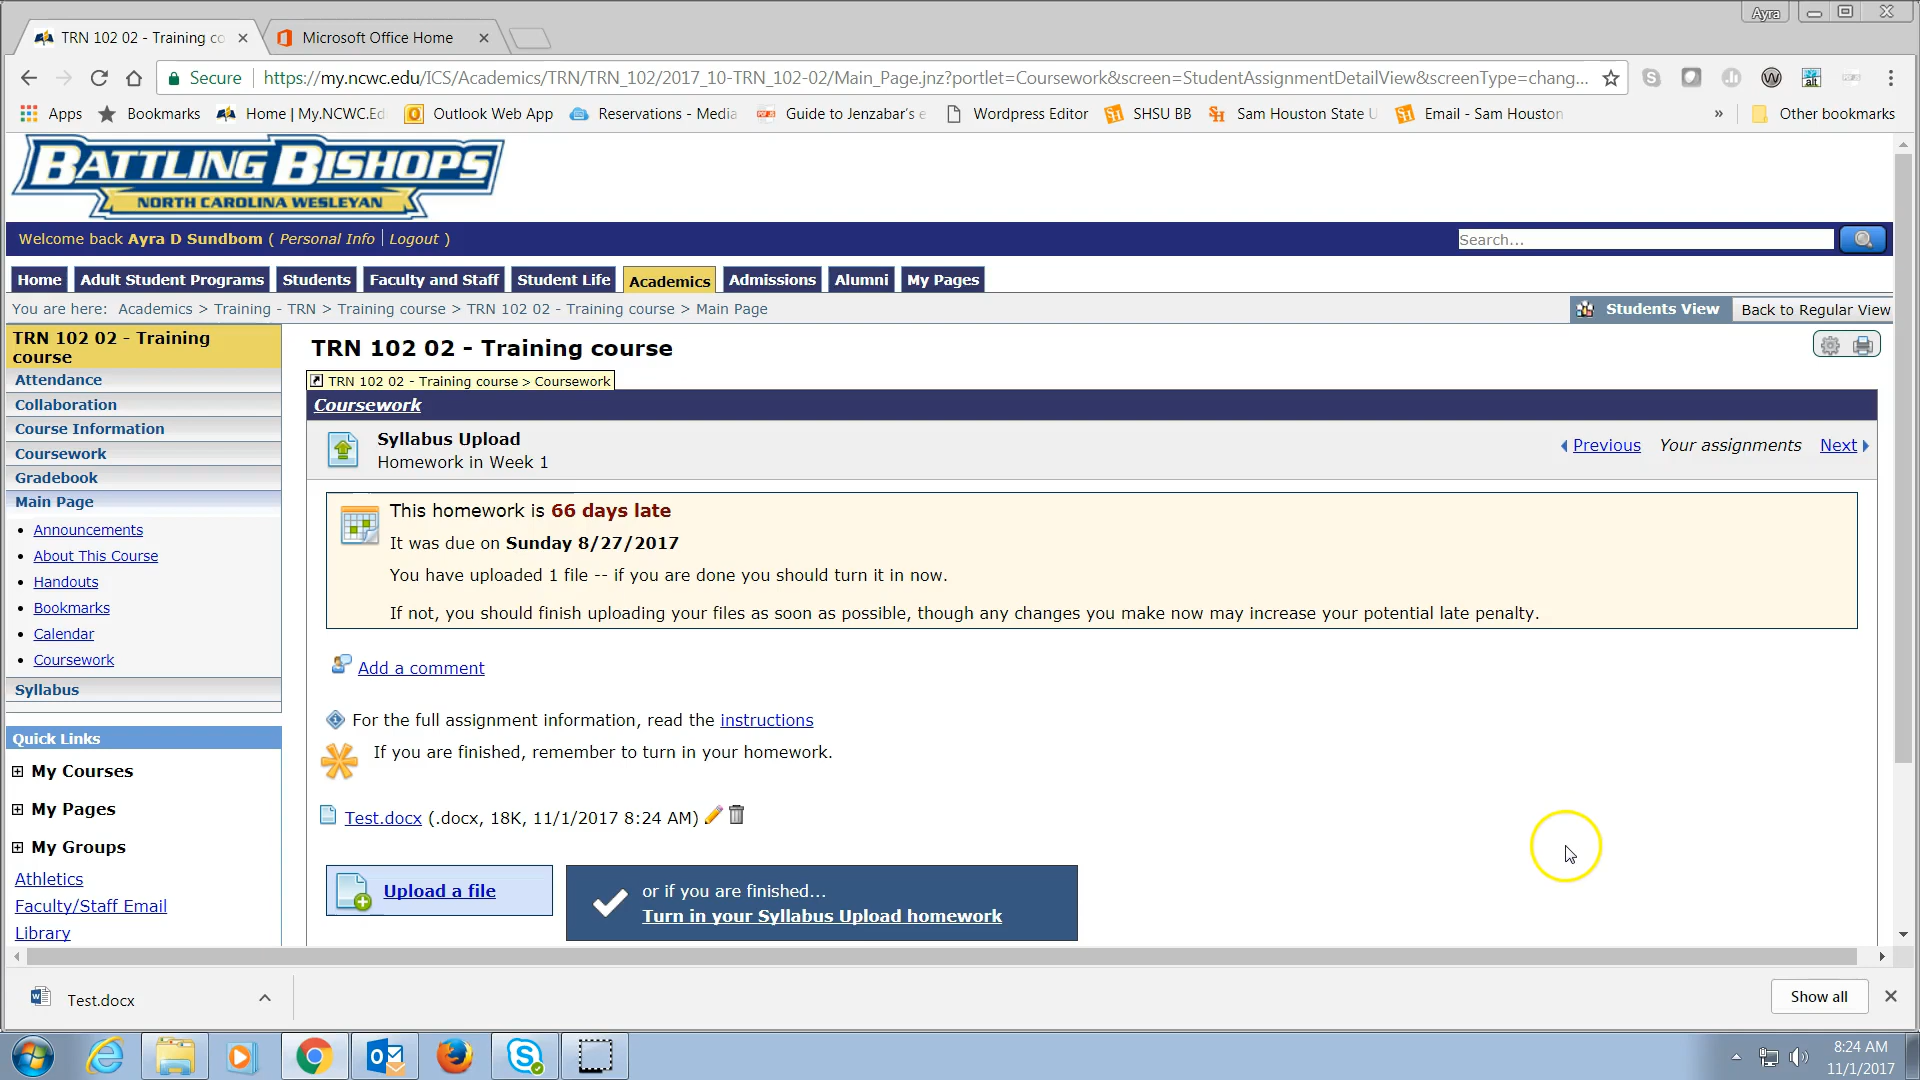 Ayra
TRN 102 02 - Training co
Microsoft Office Home
Secure
https://my.ncwc.edu/ICS/Academics/TRN/TRN_102/2017_10-TRN_102-02/Main_Page.jnz?portlet=Coursework&screen=StudentAssignmentDetailView&screenType=chang...
Apps
Bookmarks
Home | My.NCWC.Ed
Outlook Web App
Reservations - Media
Guide to Jenzabar's e
Wordpress Editor
SHSU BB
Sam Houston State U
Email - Sam Houston
»
Other bookmarks
BATTLING BISHOPS
NORTH CAROLINA WESLEYAN
Welcome back Ayra D Sundbom ( Personal Info | Logout )
Search...
Home
Adult Student Programs
Students
Faculty and Staff
Student Life
Academics
Admissions
Alumni
My Pages
You are here: Academics > Training - TRN > Training course > TRN 102 02 - Training course > Main Page
Students View
Back to Regular View
TRN 102 02 - Training
course
Attendance
Collaboration
Course Information
Coursework
Gradebook
Main Page
Announcements
About This Course
Handouts
Bookmarks
Calendar
Coursework
Syllabus
Quick Links
My Courses
My Pages
My Groups
Athletics
Faculty/Staff Email
Library
TRN 102 02 - Training course
TRN 102 02 - Training course > Coursework
Coursework
Syllabus Upload
Homework in Week 1
Previous
Your assignments
Next
This homework is 66 days late
It was due on Sunday 8/27/2017
You have uploaded 1 file -- if you are done you should turn it in now.
If not, you should finish uploading your files as soon as possible, though any changes you make now may increase your potential late penalty.
Add a comment
For the full assignment information, read the instructions
If you are finished, remember to turn in your homework.
Test.docx (.docx, 18K, 11/1/2017 8:24 AM)
Upload a file
or if you are finished...
Turn in your Syllabus Upload homework
Test.docx
Show all
8:24 AM
11/1/2017